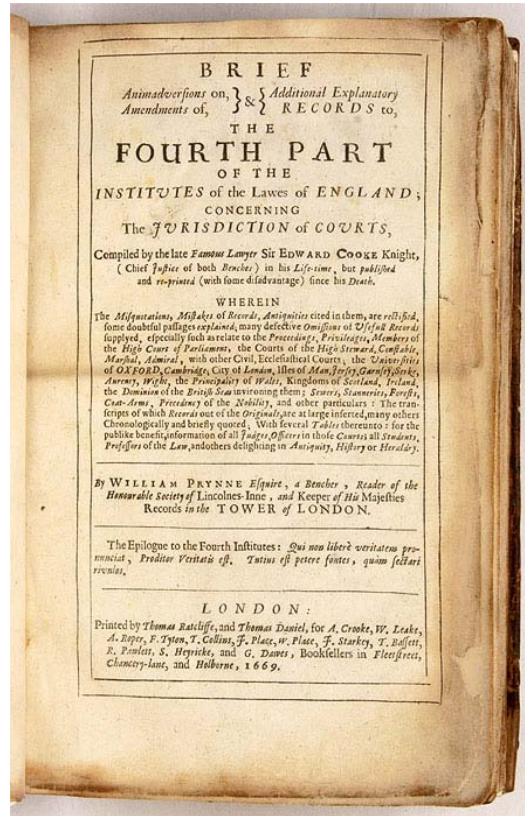 BRIEF
Animadversions on, } & { Additional Explanatory
Amendments of, RECORDS to,
THE
FOURTH PART
OF THE
INSTITUTES of the Lawes of ENGLAND;
CONCERNING
The JURISDICTION of COURTS,
Compiled by the late Famous Lawyer Sir EDWARD COOKE Knight,
(Chief Justice of both Benches) in his Life-time, but published
and re-printed (with some disadvantage) since his Death.
WHEREIN
The Misquotations, Mistakes of Records, Antiquities cited in them, are rectified,
some doubtful passages explained; many defective Omissions of Usefull Records
supplyed, especially such as relate to the Proceedings, Privileages, Members of
the High Court of Parliament, the Courts of the High Steward, Constable,
Marshal, Admiral, with other Civil, Ecclesiastical Courts; the Universities
of OXFORD, Cambridge, City of London, Isles of Man, Jersey, Garnsey, Serke,
Aureney, Wight, the Principality of Wales, Kingdoms of Scotland, Ireland,
the Dominion of the British Seas invironing them; Sewers, Stanneries, Forests,
Coat-Arms, Precedency of the Nobility, and other particulars: The tran-
scripts of which Records out of the Originals, are at large inserted, many others
Chronologically and briefly quoted; With several Tables thereunto: for the
publike benefit, information of all Judges, Officers in those Courts; all Students,
Professors of the Law, and others delighting in Antiquity, History or Heraldry.
By WILLIAM PRYNNE Esquire, a Bencher, Reader of the
Honourable Society of Lincolnes-Inne, and Keeper of His Majesties
Records in the TOWER of LONDON.
The Epilogue to the Fourth Institutes: Qui non liberè veritatem pro-
nunciat, Proditor Veritatis est. Tutius est petere fontes, quàm sectari
rivulos.
LONDON:
Printed by Thomas Ratcliffe, and Thomas Daniel, for A. Crooke, W. Leake,
A. Roper, F. Tyton, T. Collins, J. Place, W. Place, J. Starkey, T. Bassett,
R. Pawlett, S. Heyricke, and G. Dawes, Booksellers in Fleetstreet,
Chancery-lane, and Holborne, 1669.